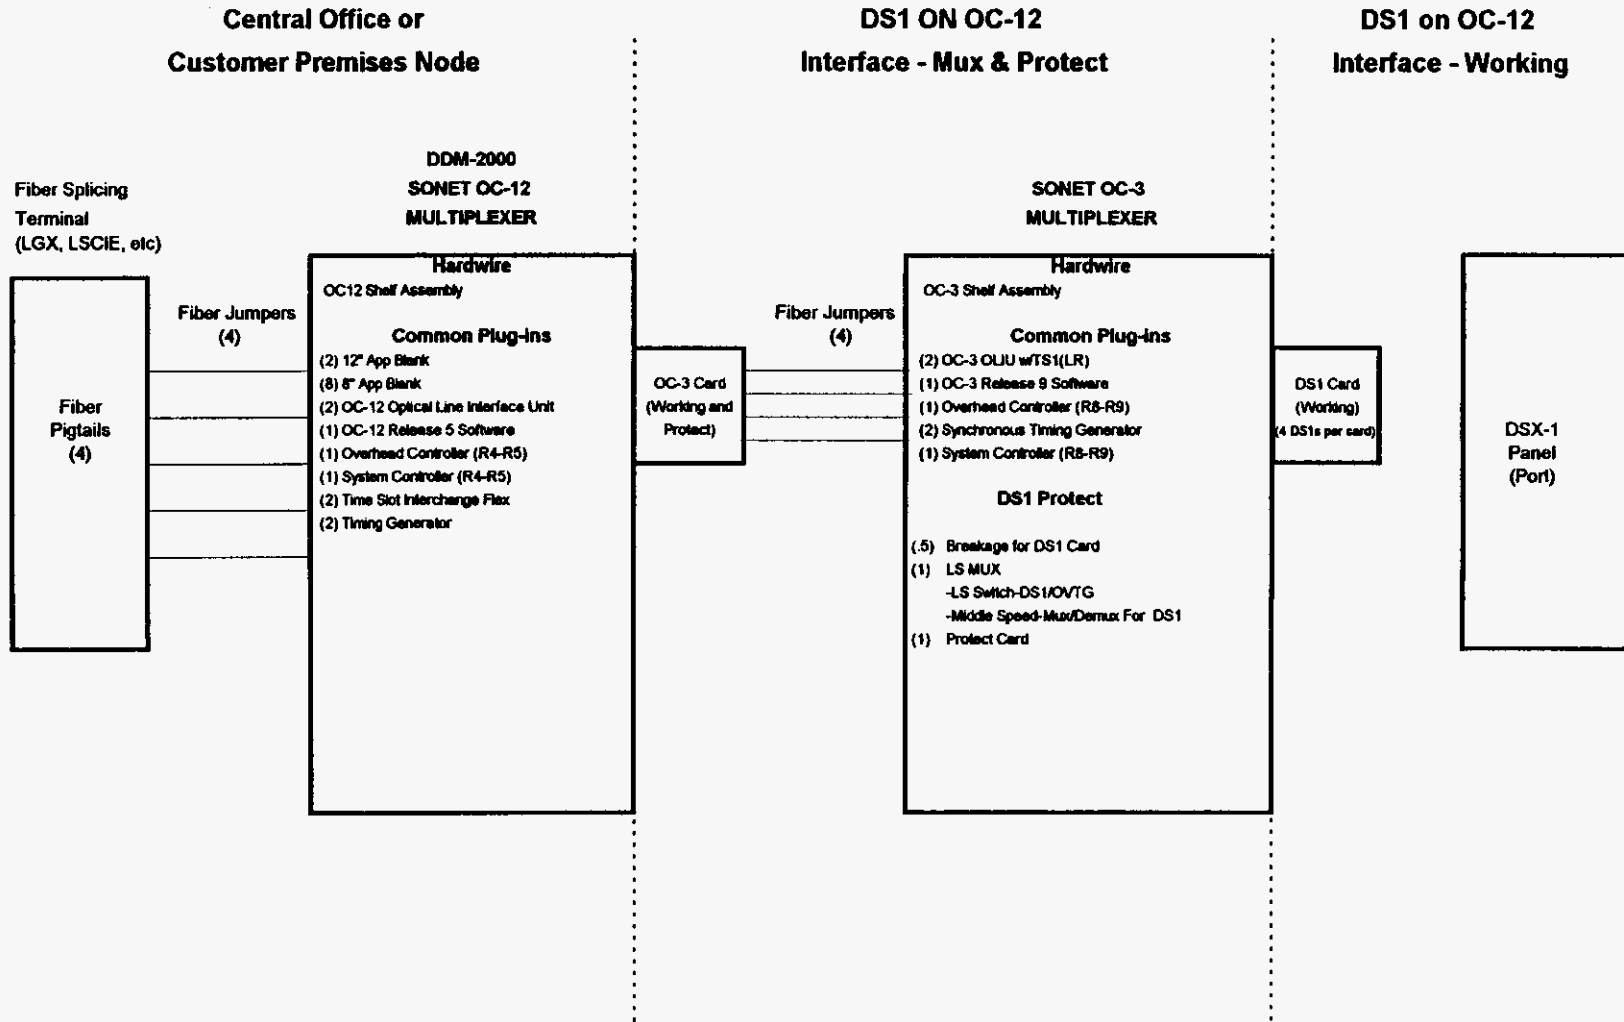 Central Office or
Customer Premises Node
DS1 ON OC-12
Interface - Mux & Protect
DS1 on OC-12
Interface - Working
Fiber Splicing
Terminal
(LGX, LSCIE, etc)
DDM-2000
SONET OC-12
MULTIPLEXER
SONET OC-3
MULTIPLEXER
Fiber
Pigtails
(4)
Fiber Jumpers
(4)
Hardwire
OC12 Shelf Assembly
Common Plug-ins
(2) 12" App Blank
(8) 8" App Blank
(2) OC-12 Optical Line Interface Unit
(1) OC-12 Release 5 Software
(1) Overhead Controller (R4-R5)
(1) System Controller (R4-R5)
(2) Time Slot Interchange Flex
(2) Timing Generator
OC-3 Card
(Working and
Protect)
Fiber Jumpers
(4)
Hardwire
OC-3 Shelf Assembly
Common Plug-ins
(2) OC-3 OLIU w/TS1(LR)
(1) OC-3 Release 9 Software
(1) Overhead Controller (R8-R9)
(2) Synchronous Timing Generator
(1) System Controller (R8-R9)
DS1 Protect
(.5) Breakage for DS1 Card
(1) LS MUX
-LS Switch-DS1/OVTG
-Middle Speed-Mux/Demux For DS1
(1) Protect Card
DS1 Card
(Working)
(4 DS1s per card)
DSX-1
Panel
(Port)